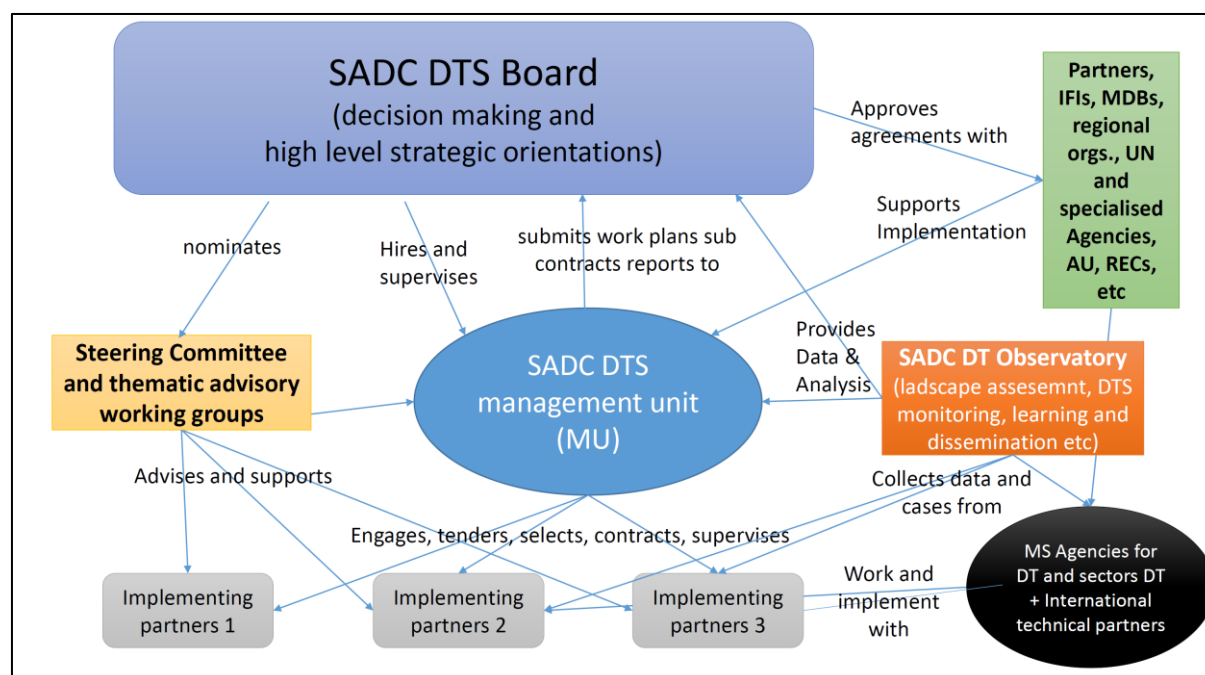 SADC DTS Board
(decision making and
high level strategic orientations)
Partners,
IFIs, MDBs,
regional
orgs., UN
and
specialised
Agencies,
AU, RECs,
etc
Approves
agreements with
Supports
Implementation
nominates
Hires and
supervises
submits work plans sub
contracts reports to
Provides
Data &
Analysis
Steering Committee
and thematic advisory
working groups
SADC DTS
management unit
(MU)
SADC DT Observatory
(ladscape assesemnt, DTS
monitoring, learning and
dissemination etc)
Advises and supports
Collects data and
cases from
Engages, tenders, selects, contracts, supervises
Implementing
partners 1
Implementing
partners 2
Implementing
partners 3
Work and
implement
with
MS Agencies for
DT and sectors DT
+ International
technical partners